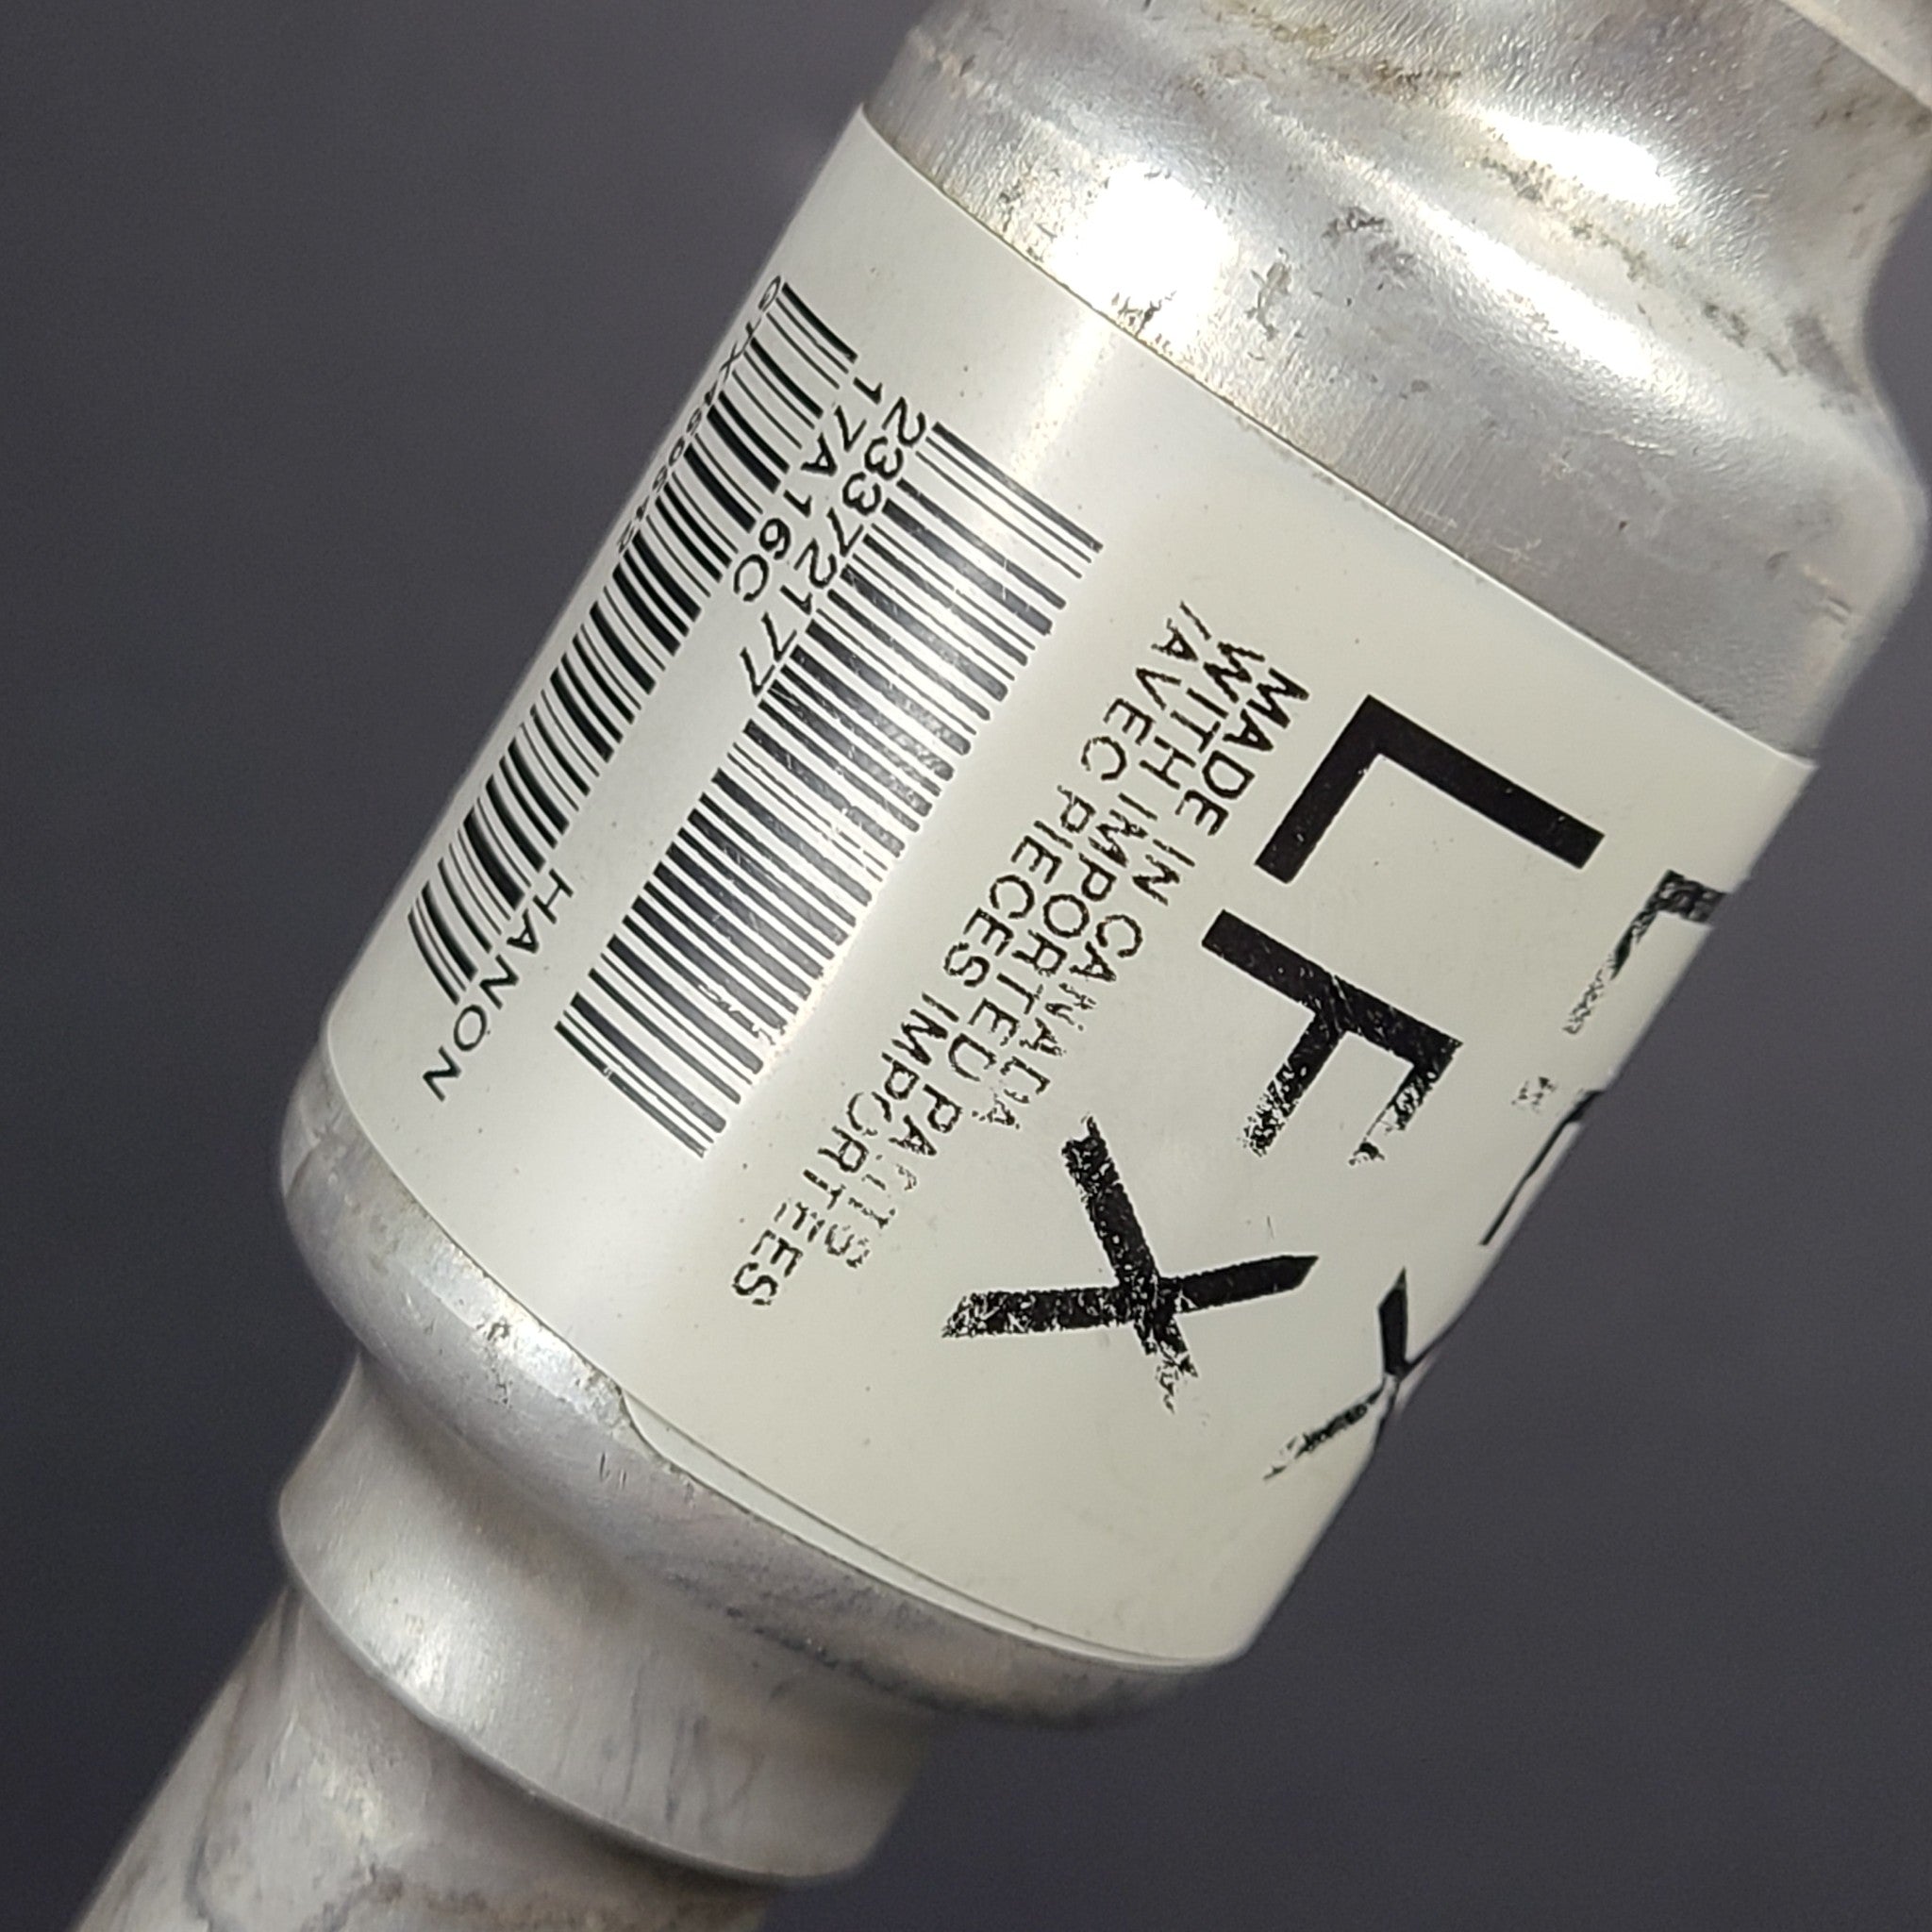 LFX
MADE IN CANADA
/WITH IMPORTED PARTS
/AVEC PIECES IMPORTEES
23372177
17A16C
HANON